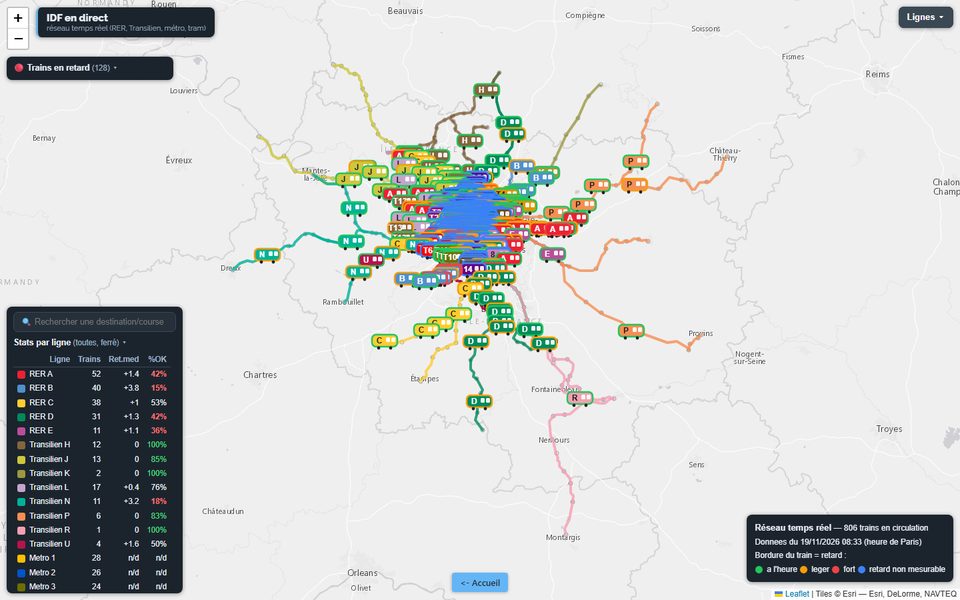 +
−
IDF en direct
réseau temps réel (RER, Transilien, métro, tram)
Trains en retard (128)
Lignes
Rouen
NORMANDY
Beauvais
Compiègne
Soissons
Fismes
Reims
Louviers
Bernay
Évreux
Mantes-
la-Jolie
Château-
Thierry
Chalon
Champ
Dreux
Rambouillet
Chartres
Étampes
Fontainebleau
Provins
Nogent-
sur-Seine
Nemours
Troyes
Sens
Châteaudun
Montargis
Orléans
Olivet
H
H
D
D
D
B
B
J
J
J
P
P
P
P
P
A
A
A
N
N
N
N
N
U
E
T6
14
B
B
C
C
C
C
D
D
D
D
D
D
D
D
P
R
Rechercher une destination/course
Stats par ligne (toutes, ferré)
Ligne Trains Ret.med %OK
RER A 52 +1.4 42%
RER B 40 +3.8 15%
RER C 38 +1 53%
RER D 31 +1.3 42%
RER E 11 +1.1 36%
Transilien H 12 0 100%
Transilien J 13 0 85%
Transilien K 2 0 100%
Transilien L 17 +0.4 76%
Transilien N 11 +3.2 18%
Transilien P 6 0 83%
Transilien R 1 0 100%
Transilien U 4 +1.6 50%
Metro 1 28 n/d n/d
Metro 2 26 n/d n/d
Metro 3 24 n/d n/d
<- Accueil
Réseau temps réel — 806 trains en circulation
Donnees du 19/11/2026 08:33 (heure de Paris)
Bordure du train = retard :
a l'heure leger fort retard non mesurable
Leaflet | Tiles © Esri — Esri, DeLorme, NAVTEQ